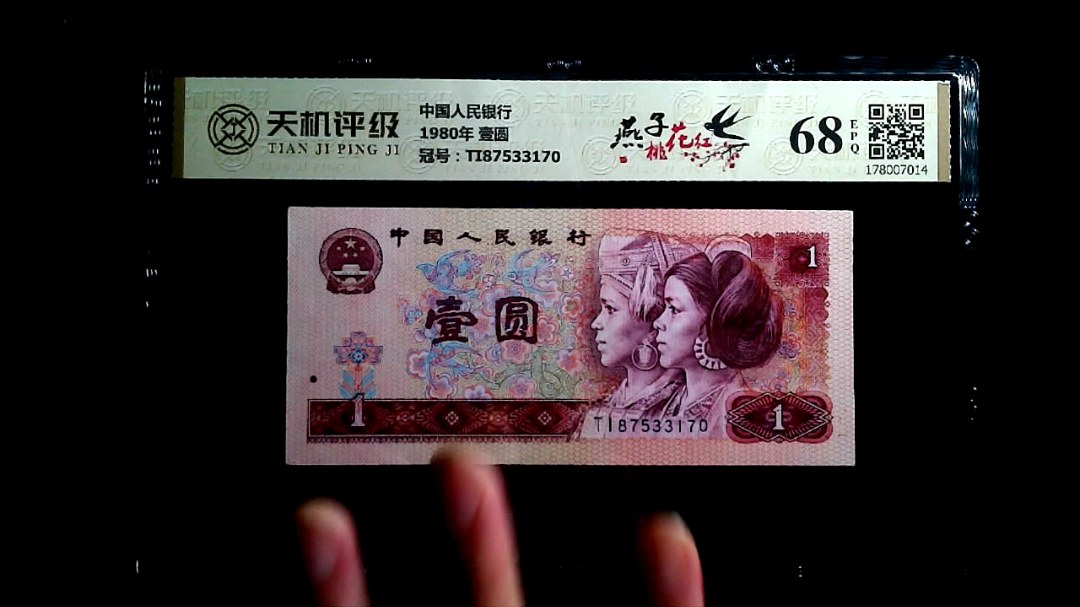 天机评级
TIAN JI PING JI
中国人民银行
1980年 壹圆
冠号：TI87533170
燕子
桃花红
68
EPQ
178007014
中国人民银行
1
壹圆
1
TI87533170
1